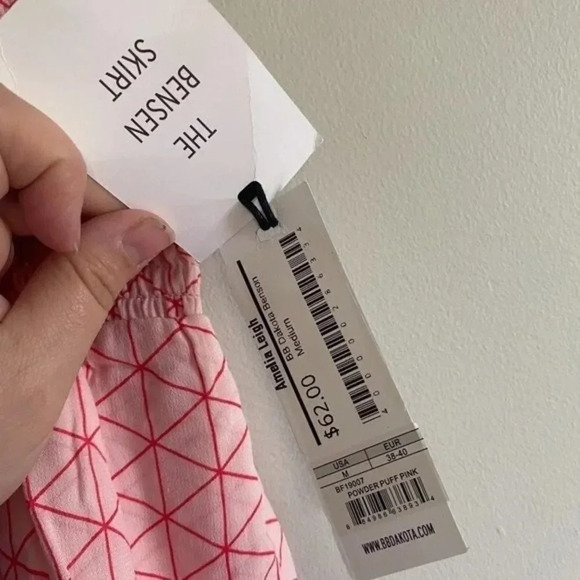 THE
BENSEN
SKIRT
Amelia Leigh
BB Dakota Benson
Medium
$62.00
USA EUR
M 38-40
BF19007
POWDER PUFF PINK
WWW.BBDAKOTA.COM